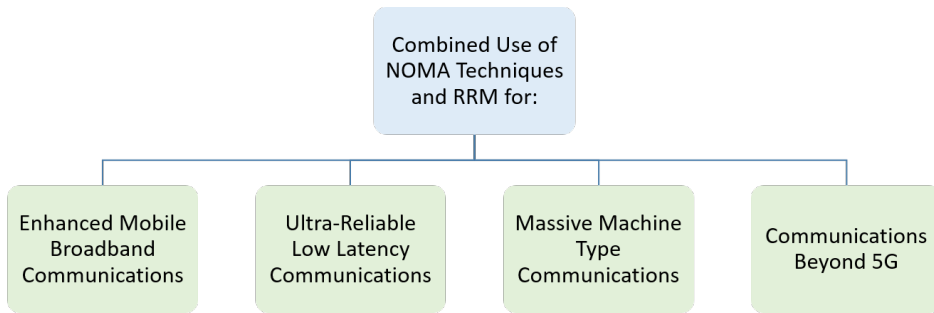 Combined Use of
NOMA Techniques
and RRM for:
Enhanced Mobile
Broadband
Communications
Ultra-Reliable
Low Latency
Communications
Massive Machine
Type
Communications
Communications
Beyond 5G